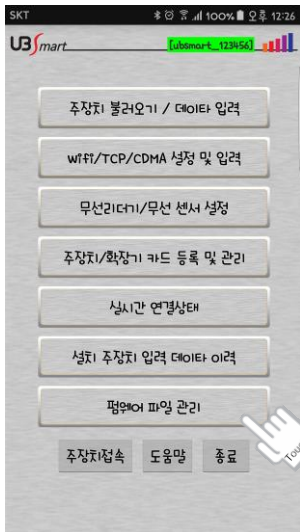 SKT 100% 오후 12:26
UBSmart [ubsmart_123456]
주장치 불러오기 / 데이타 입력
wifi/TCP/CDMA 설정 및 입력
무선리더기/무선 센서 설정
주장치/확장기 카드 등록 및 관리
실시간 연결상태
설치 주장치 입력 데이타 이력
펌웨어 파일 관리
주장치접속 도움말 종료